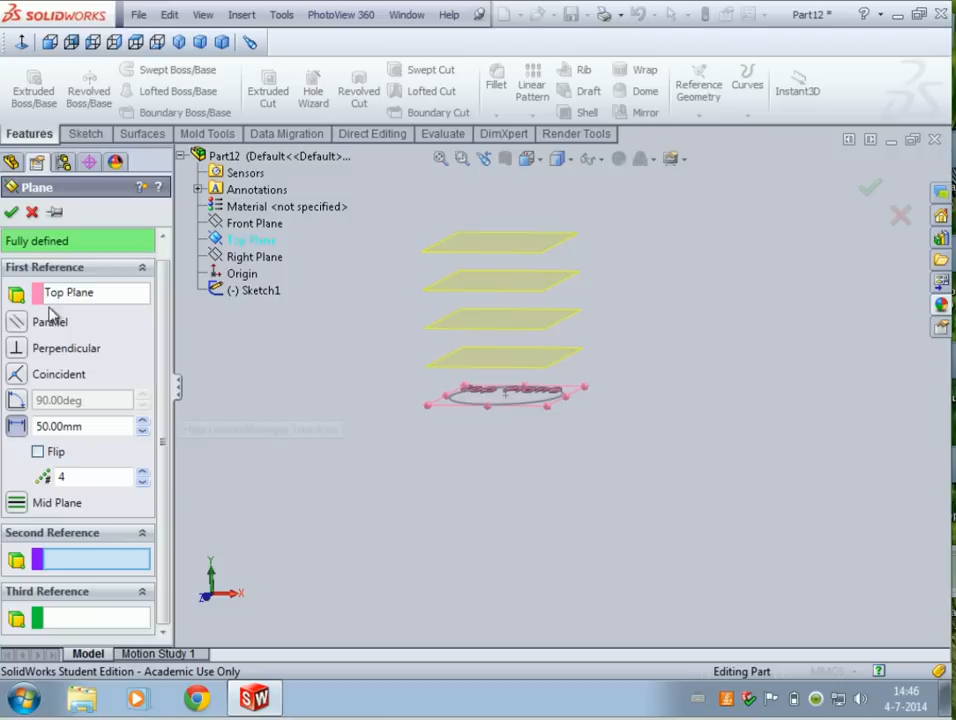 SOLIDWORKS File Edit View Insert Tools PhotoView 360 Window Help Part12 *
Extruded Boss/Base
Revolved Boss/Base
Swept Boss/Base
Lofted Boss/Base
Boundary Boss/Base
Extruded Cut
Hole Wizard
Revolved Cut
Swept Cut
Lofted Cut
Boundary Cut
Fillet
Linear Pattern
Rib
Draft
Shell
Wrap
Dome
Mirror
Reference Geometry
Curves
Instant3D
Features Sketch Surfaces Mold Tools Data Migration Direct Editing Evaluate DimXpert Render Tools
Part12 (Default<<Default>...
Sensors
Annotations
Material <not specified>
Front Plane
Top Plane
Right Plane
Origin
(-) Sketch1
Plane
Fully defined
First Reference
Top Plane
Parallel
Perpendicular
Coincident
90.00deg
50.00mm
Flip
4
Mid Plane
Second Reference
Third Reference
Top Plane
Y
X
Z
Model Motion Study 1
SolidWorks Student Edition - Academic Use Only
Editing Part
MMGS
14:46
4-7-2014